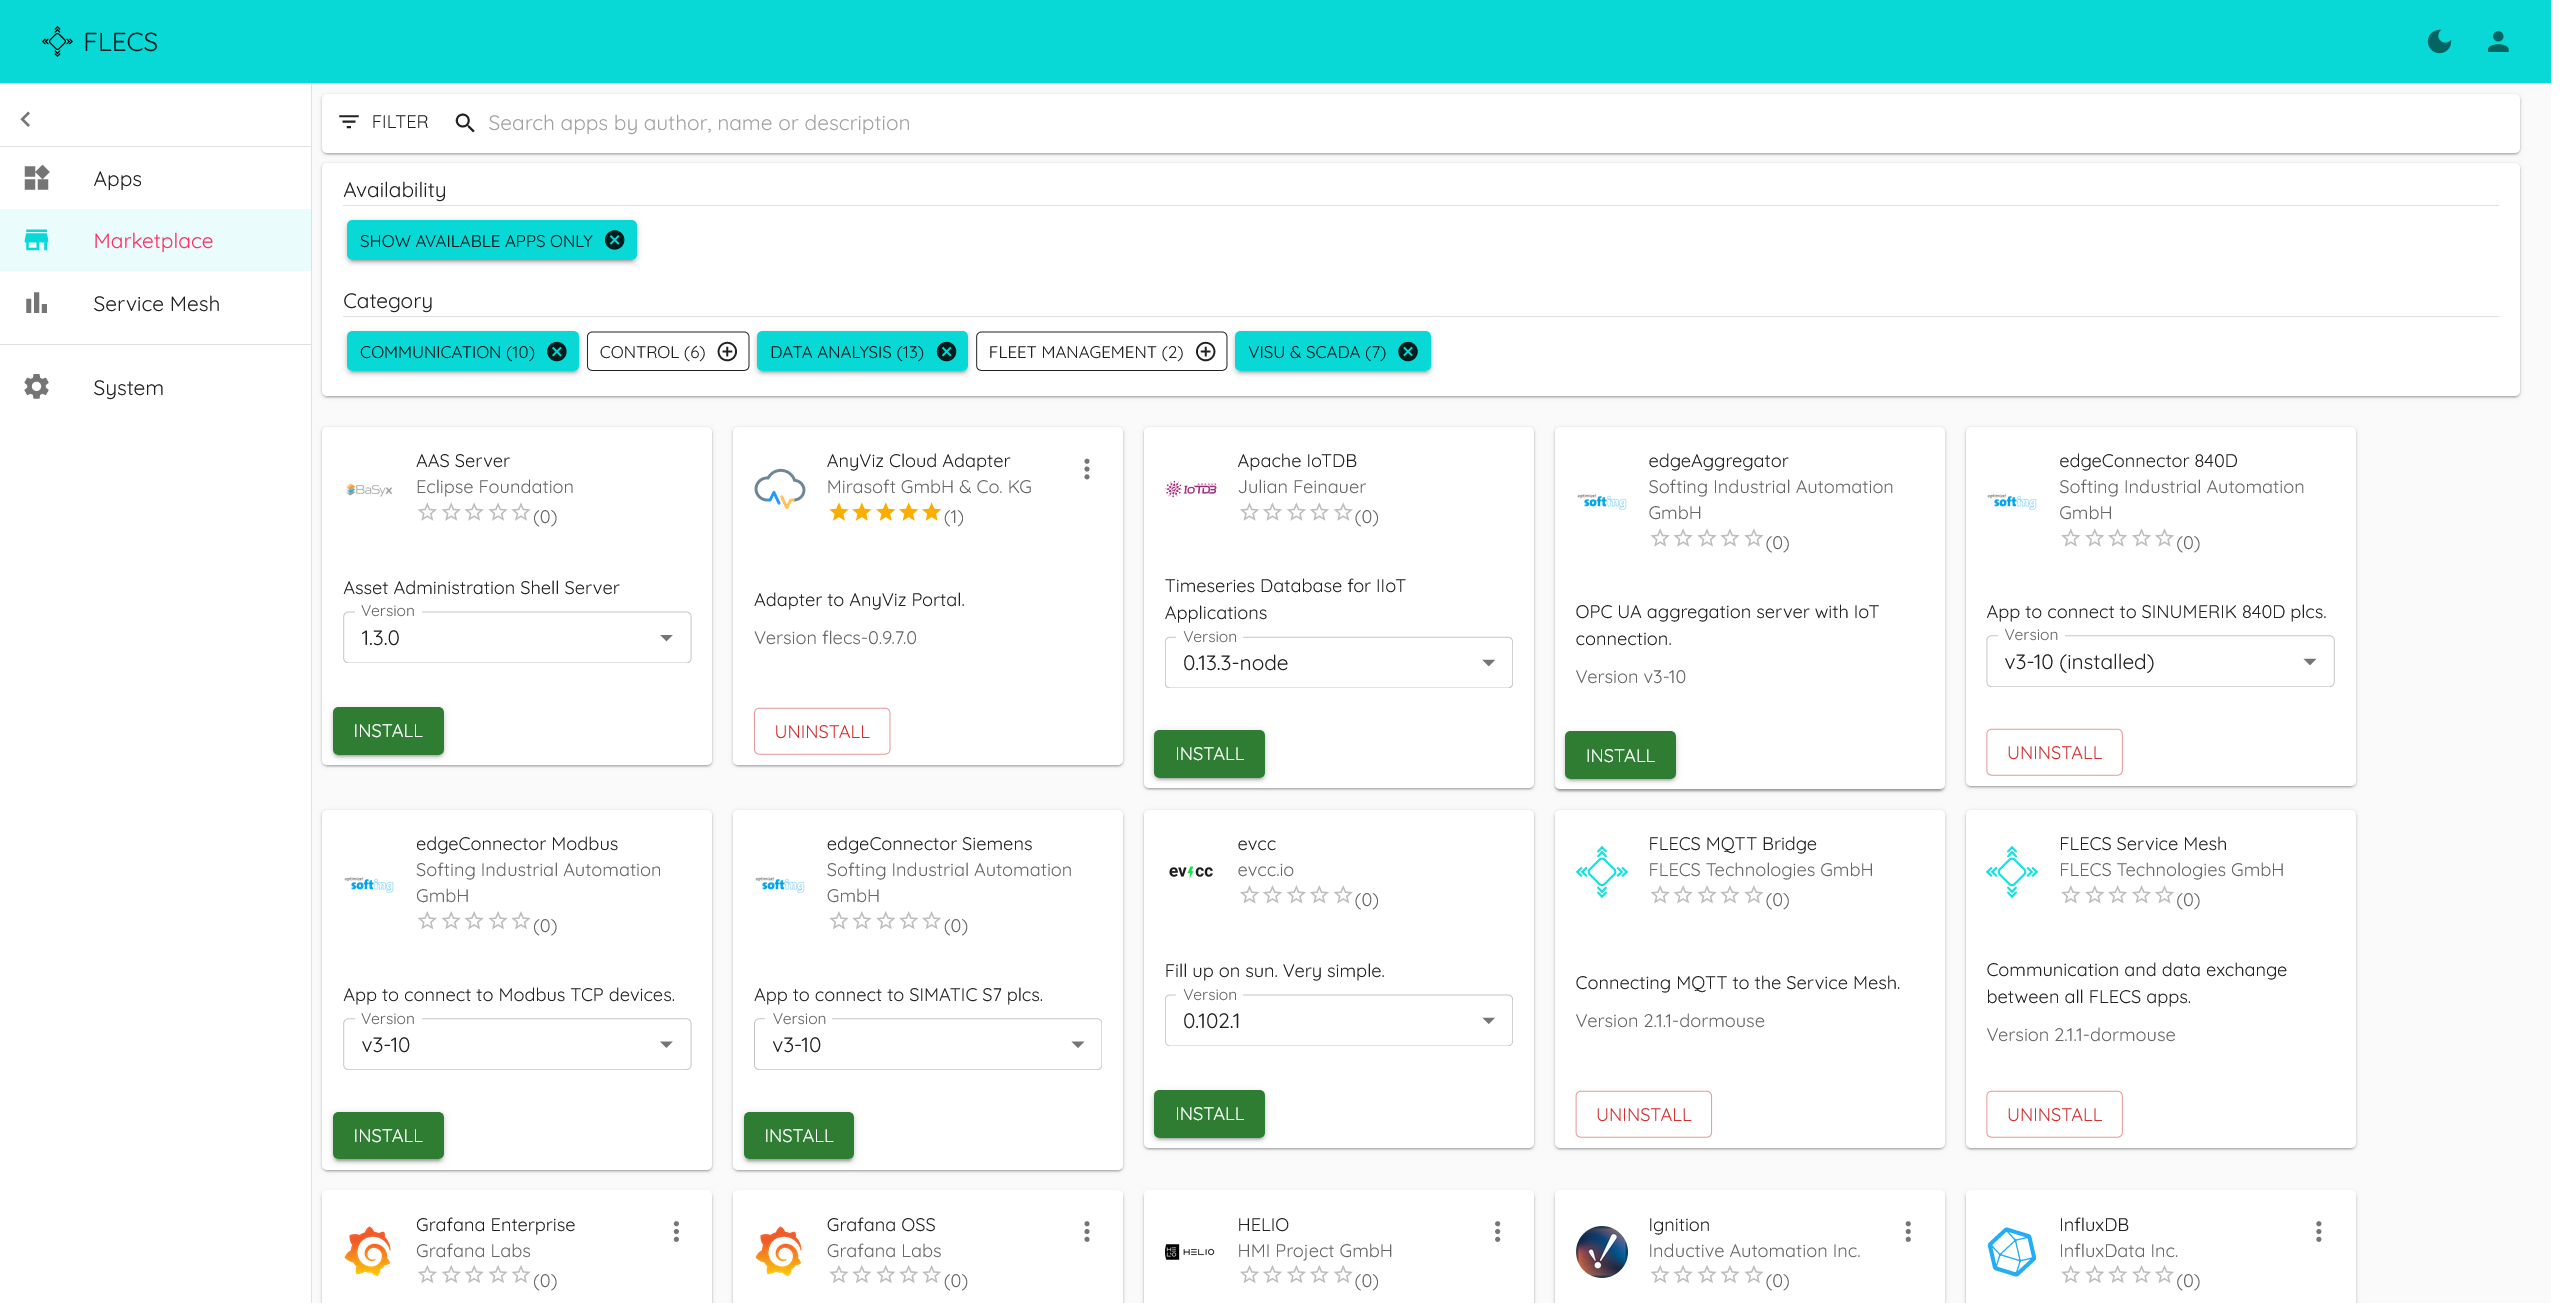 FLECS
FILTER
Search apps by author, name or description
Apps
Marketplace
Service Mesh
System
Availability
SHOW AVAILABLE APPS ONLY
Category
COMMUNICATION (10)
CONTROL (6)
DATA ANALYSIS (13)
FLEET MANAGEMENT (2)
VISU & SCADA (7)
BaSyx
AAS Server
Eclipse Foundation
(0)
Asset Administration Shell Server
Version
1.3.0
INSTALL
AnyViz Cloud Adapter
Mirasoft GmbH & Co. KG
(1)
Adapter to AnyViz Portal.
Version flecs-0.9.7.0
UNINSTALL
IoTDB
Apache IoTDB
Julian Feinauer
(0)
Timeseries Database for IIoT
Applications
Version
0.13.3-node
INSTALL
softing
edgeAggregator
Softing Industrial Automation
GmbH
(0)
OPC UA aggregation server with IoT
connection.
Version v3-10
INSTALL
softing
edgeConnector 840D
Softing Industrial Automation
GmbH
(0)
App to connect to SINUMERIK 840D plcs.
Version
v3-10 (installed)
UNINSTALL
softing
edgeConnector Modbus
Softing Industrial Automation
GmbH
(0)
App to connect to Modbus TCP devices.
Version
v3-10
INSTALL
softing
edgeConnector Siemens
Softing Industrial Automation
GmbH
(0)
App to connect to SIMATIC S7 plcs.
Version
v3-10
INSTALL
evcc
evcc
evcc.io
(0)
Fill up on sun. Very simple.
Version
0.102.1
INSTALL
FLECS MQTT Bridge
FLECS Technologies GmbH
(0)
Connecting MQTT to the Service Mesh.
Version 2.1.1-dormouse
UNINSTALL
FLECS Service Mesh
FLECS Technologies GmbH
(0)
Communication and data exchange
between all FLECS apps.
Version 2.1.1-dormouse
UNINSTALL
Grafana Enterprise
Grafana Labs
(0)
Grafana OSS
Grafana Labs
(0)
HELIO
HELIO
HMI Project GmbH
(0)
Ignition
Inductive Automation Inc.
(0)
InfluxDB
InfluxData Inc.
(0)